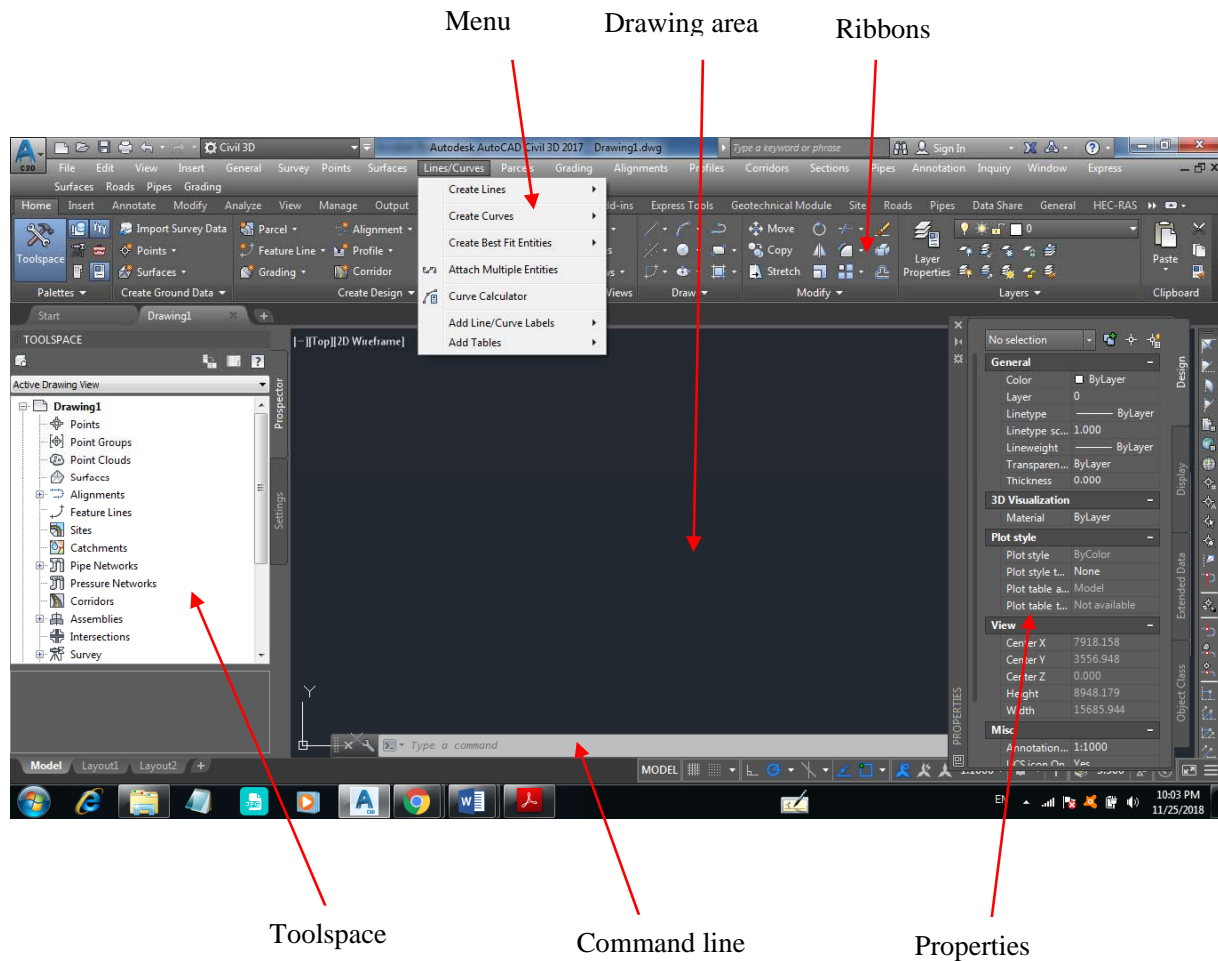 Menu Drawing area Ribbons
Civil 3D Autodesk AutoCAD Civil 3D 2017 Drawing1.dwg Type a keyword or phrase Sign In
C3D File Edit View Insert General Survey Points Surfaces Lines/Curves Parcels Grading Alignments Profiles Corridors Sections Pipes Annotation Inquiry Window Express
Surfaces Roads Pipes Grading
Home Insert Annotate Modify Analyze View Manage Output Express Tools Geotechnical Module Site Roads Pipes Data Share General HEC-RAS
Create Lines
Create Curves
Create Best Fit Entities
Attach Multiple Entities
Curve Calculator
Add Line/Curve Labels
Add Tables
Toolspace
Import Survey Data Parcel Alignment Move 0
Points Feature Line Profile Copy
Surfaces Grading Corridor Stretch
Layer
Properties
Paste
Palettes Create Ground Data Create Design Views Draw Modify Layers Clipboard
Start Drawing1
TOOLSPACE
Active Drawing View
Drawing1
Points
Point Groups
Point Clouds
Surfaces
Alignments
Feature Lines
Sites
Catchments
Pipe Networks
Pressure Networks
Corridors
Assemblies
Intersections
Survey
Prospector
Settings
[−][Top][2D Wireframe]
Y
Type a command
No selection
General
Color ByLayer
Layer 0
Linetype ByLayer
Linetype sc... 1.000
Lineweight ByLayer
Transparen... ByLayer
Thickness 0.000
3D Visualization
Material ByLayer
Plot style
Plot style ByColor
Plot style t... None
Plot table a... Model
Plot table t... Not available
View
Center X 7918.158
Center Y 3556.948
Center Z 0.000
Height 8948.179
Width 15685.944
Misc
Annotation... 1:1000
UCS icon On Yes
PROPERTIES
Design
Display
Extended Data
Object Class
Model Layout1 Layout2
MODEL
10:03 PM
11/25/2018
Toolspace Command line Properties